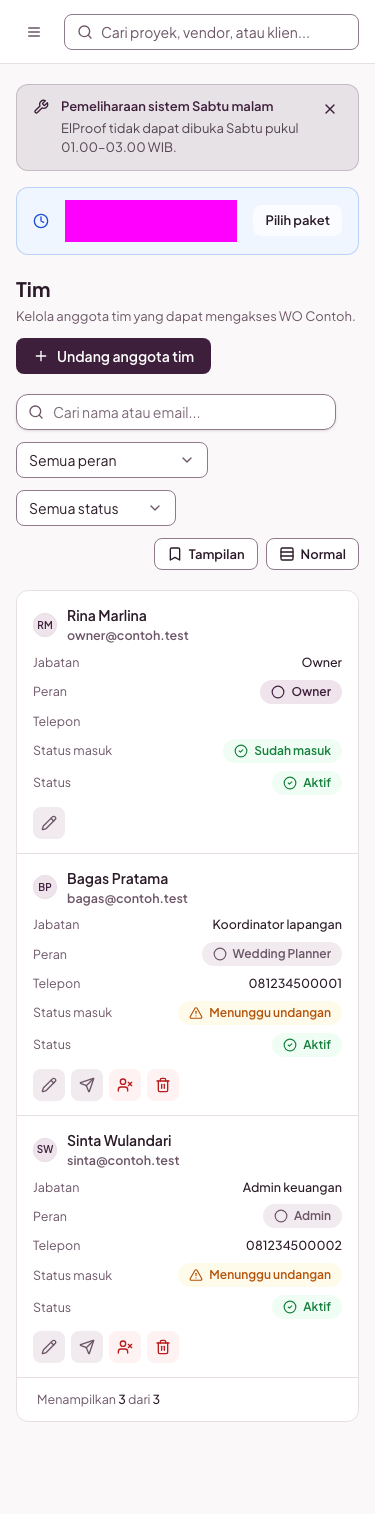 Cari proyek, vendor, atau klien...
Pemeliharaan sistem Sabtu malam
ElProof tidak dapat dibuka Sabtu pukul
01.00–03.00 WIB.
Pilih paket
Tim
Kelola anggota tim yang dapat mengakses WO Contoh.
Undang anggota tim
Cari nama atau email...
Semua peran
Semua status
Tampilan
Normal
RM
Rina Marlina
owner@contoh.test
Jabatan Owner
Peran Owner
Telepon
Status masuk Sudah masuk
Status Aktif
BP
Bagas Pratama
bagas@contoh.test
Jabatan Koordinator lapangan
Peran Wedding Planner
Telepon 081234500001
Status masuk Menunggu undangan
Status Aktif
SW
Sinta Wulandari
sinta@contoh.test
Jabatan Admin keuangan
Peran Admin
Telepon 081234500002
Status masuk Menunggu undangan
Status Aktif
Menampilkan 3 dari 3